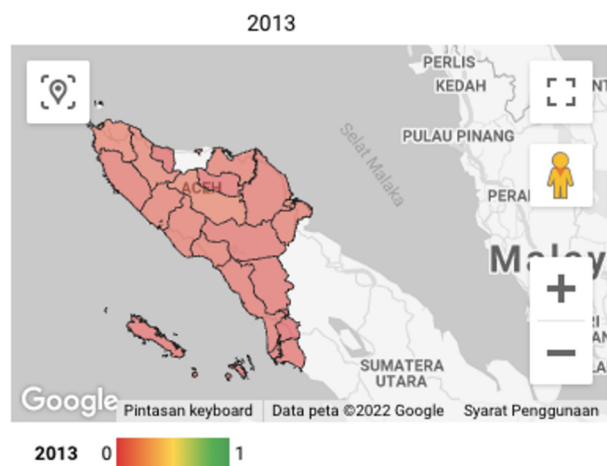 2013
PERLIS
KEDAH
PULAU PINANG
Selat Malaka
ACEH
SUMATERA
UTARA
Google
Pintasan keyboard
Data peta ©2022 Google
Syarat Penggunaan
2013 0 1